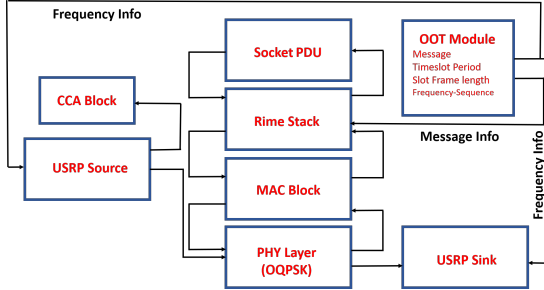 Frequency Info
Socket PDU
OOT Module
Message
Timeslot Period
Slot Frame length
Frequency-Sequence
CCA Block
Rime Stack
Message Info
USRP Source
MAC Block
Frequency Info
PHY Layer
(OQPSK)
USRP Sink